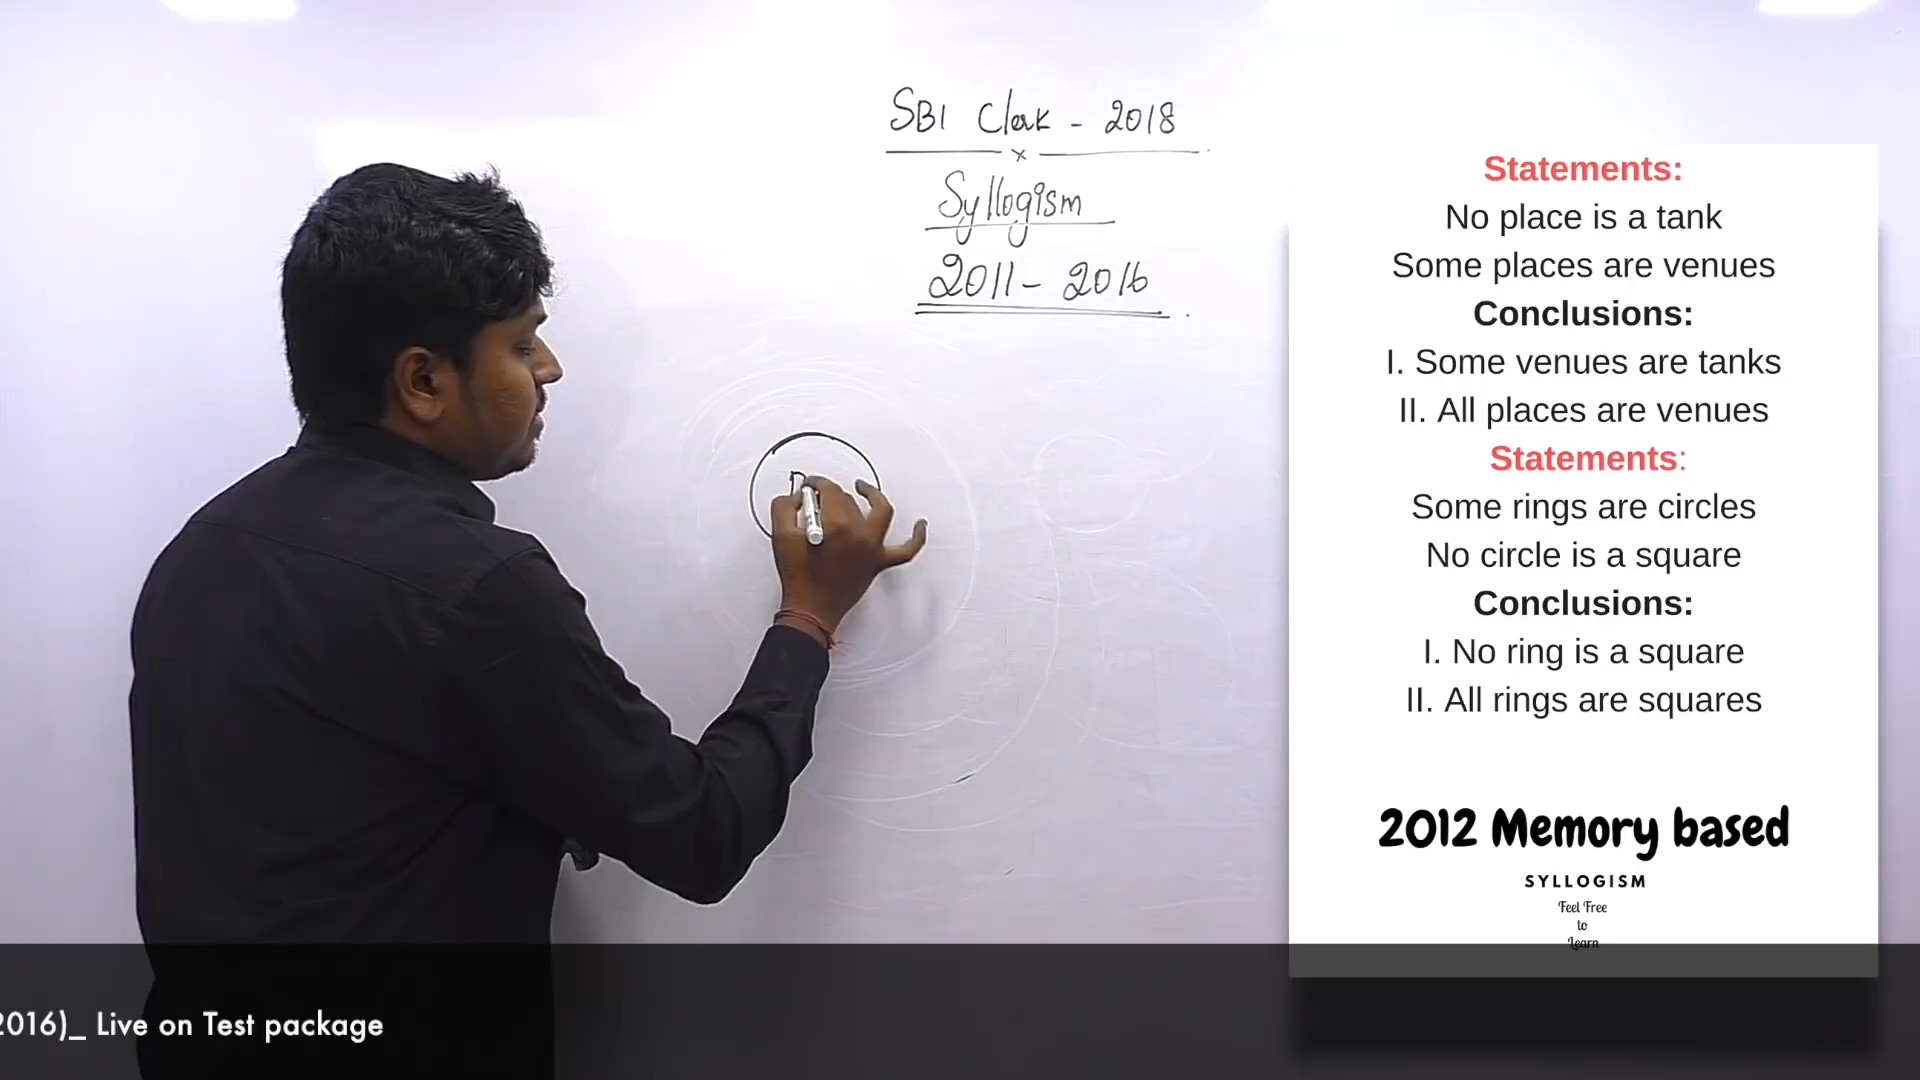 SBI Clerk - 2018
x
Syllogism
2011 - 2016
Statements:
No place is a tank
Some places are venues
Conclusions:
I. Some venues are tanks
II. All places are venues
Statements:
Some rings are circles
No circle is a square
Conclusions:
I. No ring is a square
II. All rings are squares
2012 Memory based
SYLLOGISM
Feel Free
to
Learn
2016)_ Live on Test package